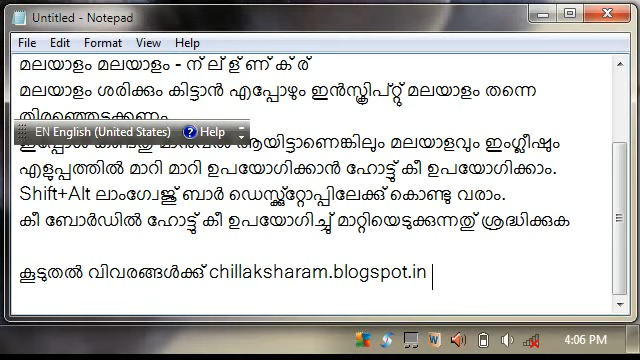 Untitled - Notepad
File Edit Format View Help
മലയാളം മലയാളം - ന് ല് ള് ണ് ക് ര്
മലയാളം ശരിക്കും കിട്ടാൻ എപ്പോഴും ഇൻസ്ക്രിപ്റ്റ് മലയാളം തന്നെ
തിരഞ്ഞെടുക്കണം
EN English (United States) Help
ആയിട്ടാണെങ്കിലും മലയാളവും ഇംഗ്ലീഷും
എളുപ്പത്തിൽ മാറി മാറി ഉപയോഗിക്കാൻ ഹോട്ട് കീ ഉപയോഗിക്കാം.
Shift+Alt ലാംഗ്വേജ് ബാർ ഡെസ്ക്ടോപ്പിലേക്ക് കൊണ്ടു വരാം.
കീ ബോർഡിൽ ഹോട്ട് കീ ഉപയോഗിച്ച് മാറ്റിയെടുക്കുന്നത് ശ്രദ്ധിക്കുക
കൂടുതൽ വിവരങ്ങൾക്ക് chillaksharam.blogspot.in
4:06 PM